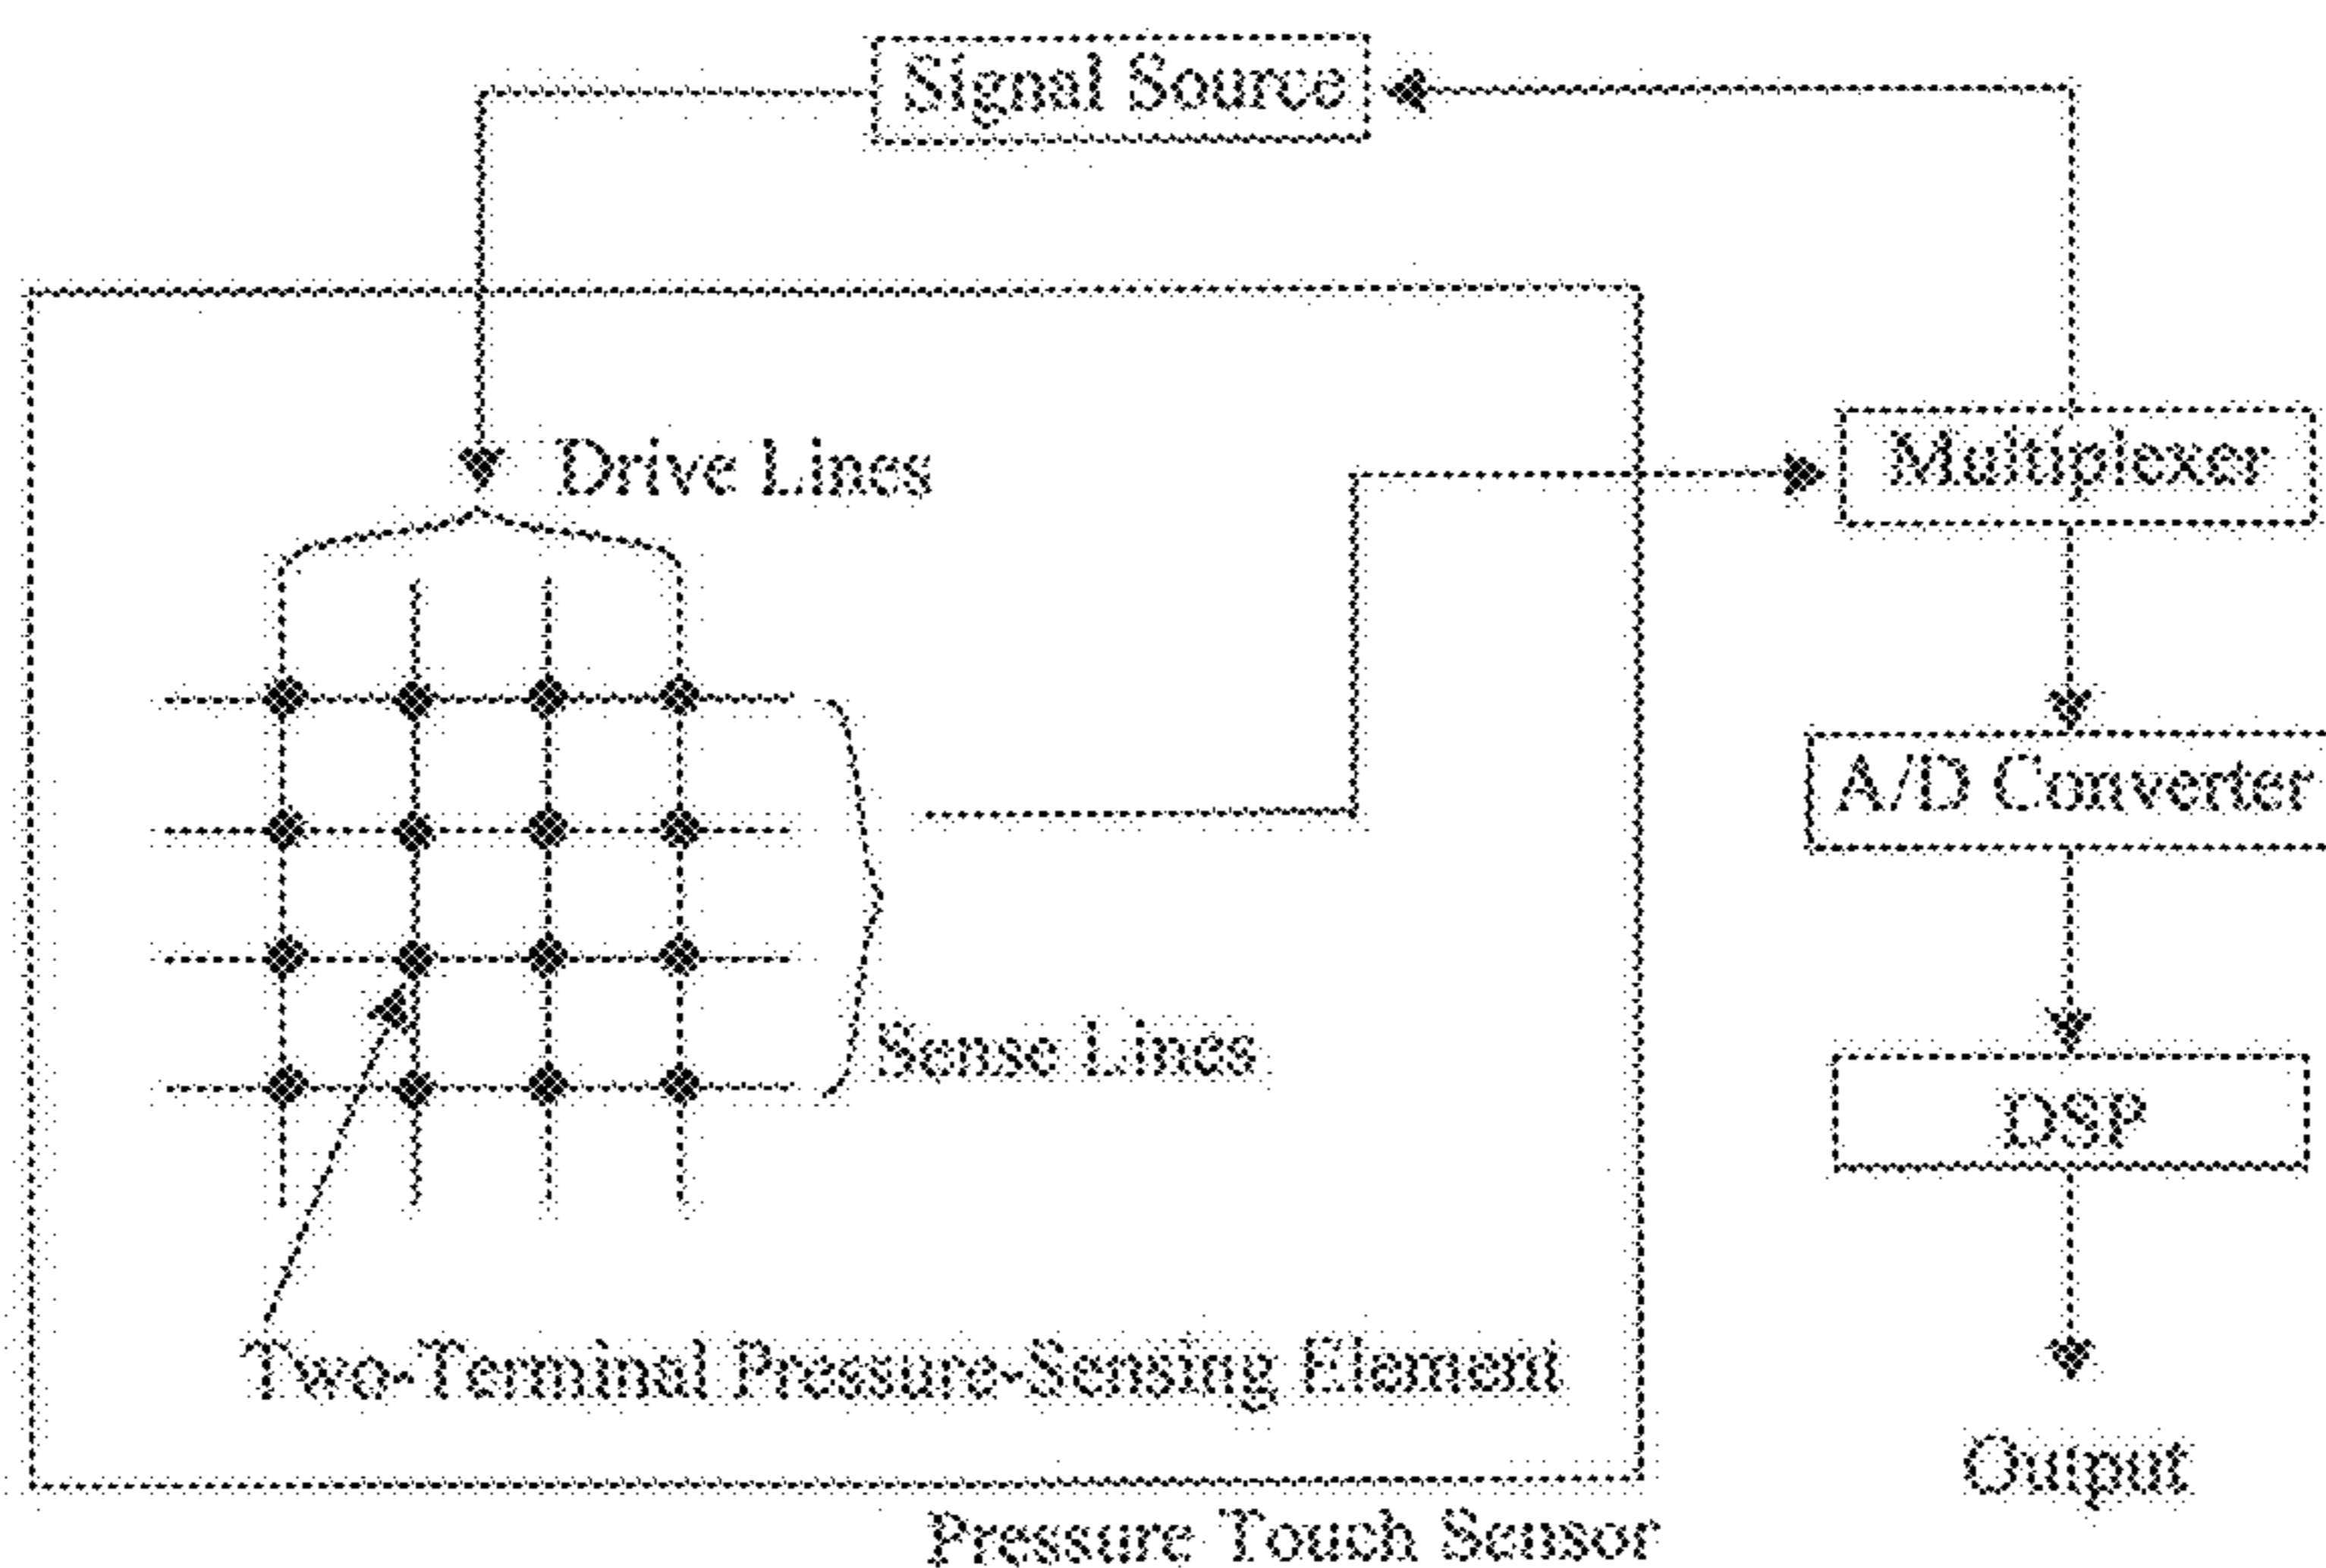 Signal Source
Drive Lines
Multiplexer
A/D Converter
Sense Lines
DSP
Two-Terminal Pressure-Sensing Element
Output
Pressure Touch Sensor